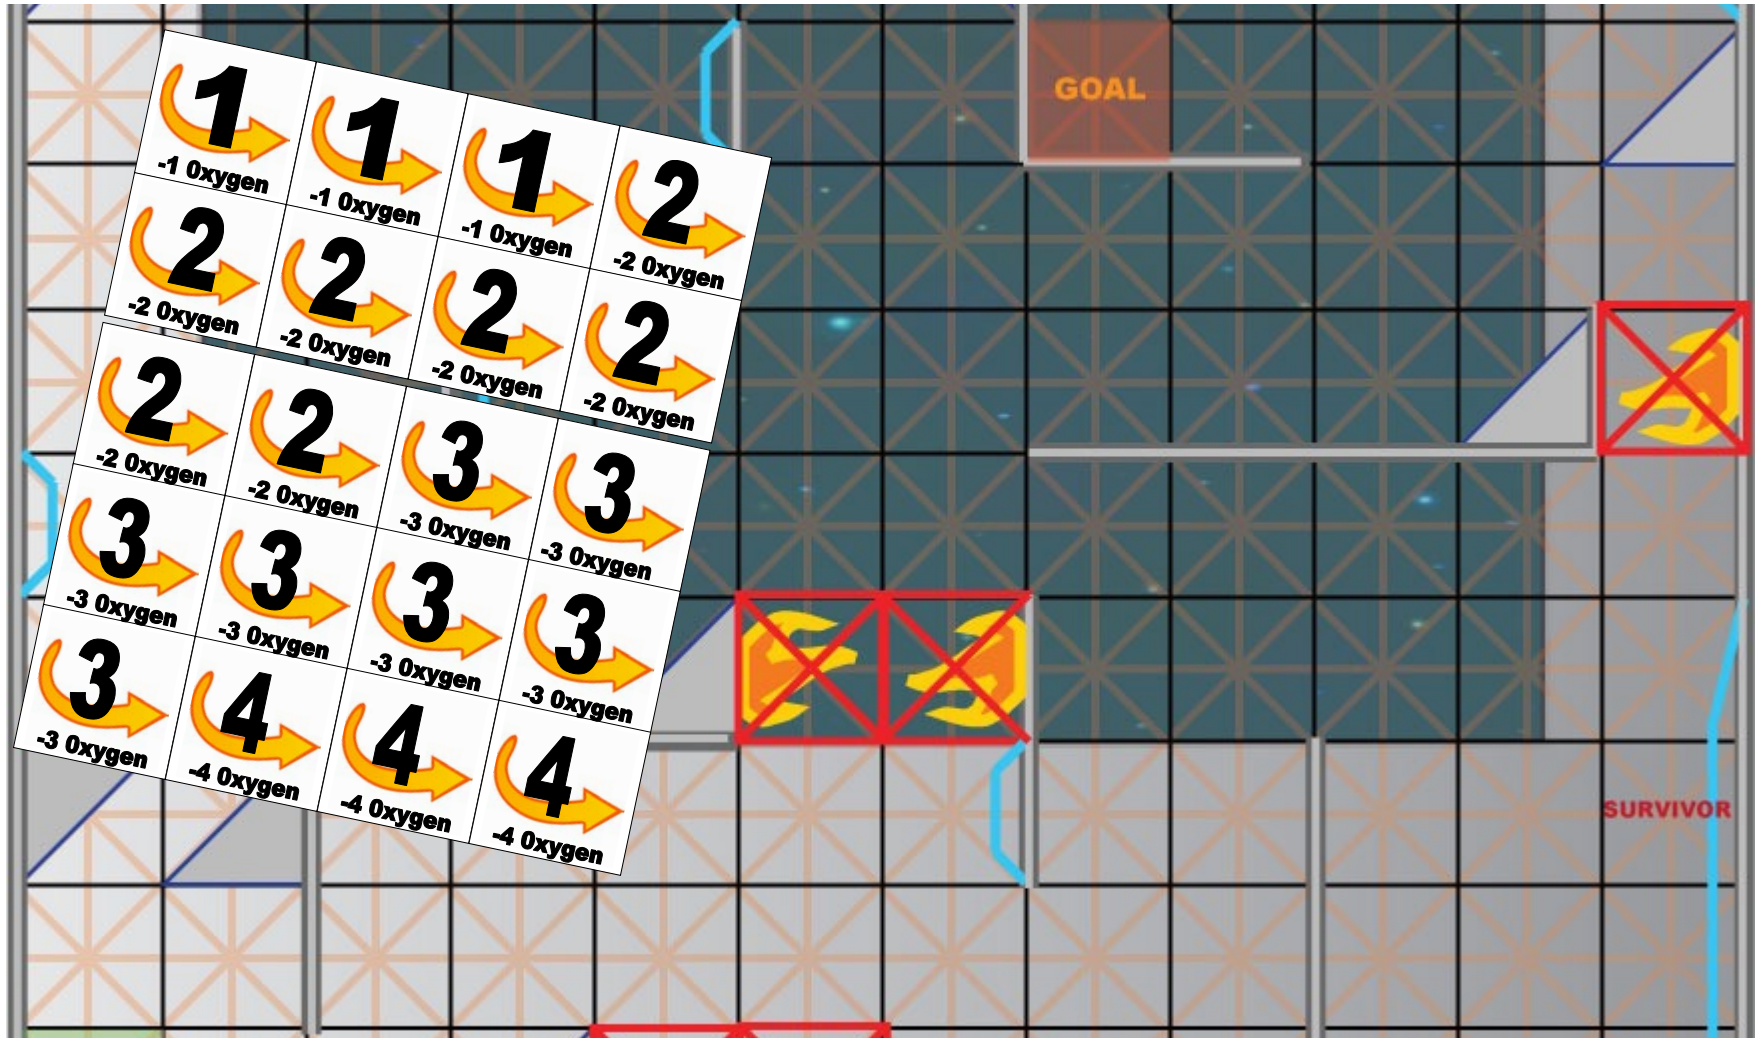 GOAL
1 1 1 2
-1 Oxygen -1 Oxygen -1 Oxygen -2 Oxygen
2 2 2 2
-2 Oxygen -2 Oxygen -2 Oxygen -2 Oxygen
2 2 3 3
-2 Oxygen -2 Oxygen -3 Oxygen -3 Oxygen
3 3 3 3
-3 Oxygen -3 Oxygen -3 Oxygen -3 Oxygen
3 4 4 4
-3 Oxygen -4 Oxygen -4 Oxygen -4 Oxygen
SURVIVOR